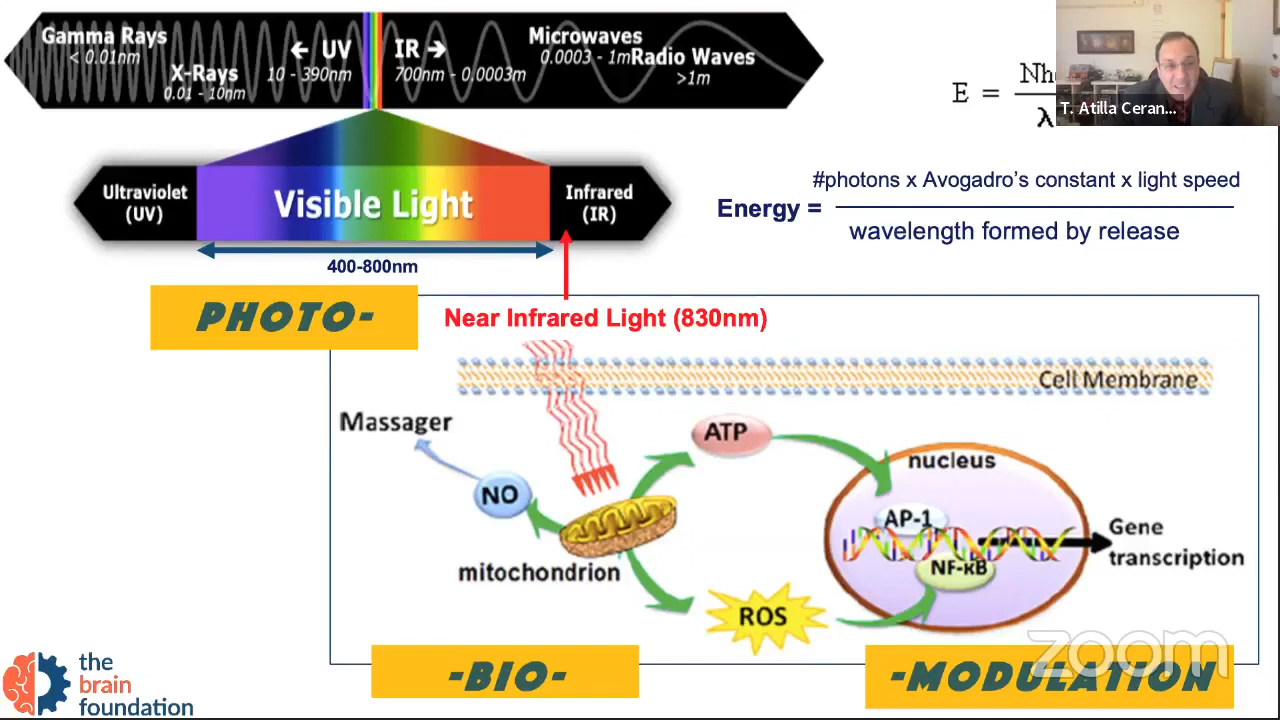 Gamma Rays
< 0.01nm
X-Rays
0.01 - 10nm
← UV
10 - 390nm
IR →
700nm - 0.0003m
Microwaves
0.0003 - 1m
Radio Waves
>1m
Ultraviolet
(UV)
Visible Light
Infrared
(IR)
400-800nm
E =
λ
T. Atilla Ceran...
#photons x Avogadro's constant x light speed
Energy =
wavelength formed by release
PHOTO-
Near Infrared Light (830nm)
Cell Membrane
Massager
ATP
NO
nucleus
AP-1
Gene
transcription
NF-κB
mitochondrion
ROS
zoom
-BIO-
-MODULATION
the
brain
foundation